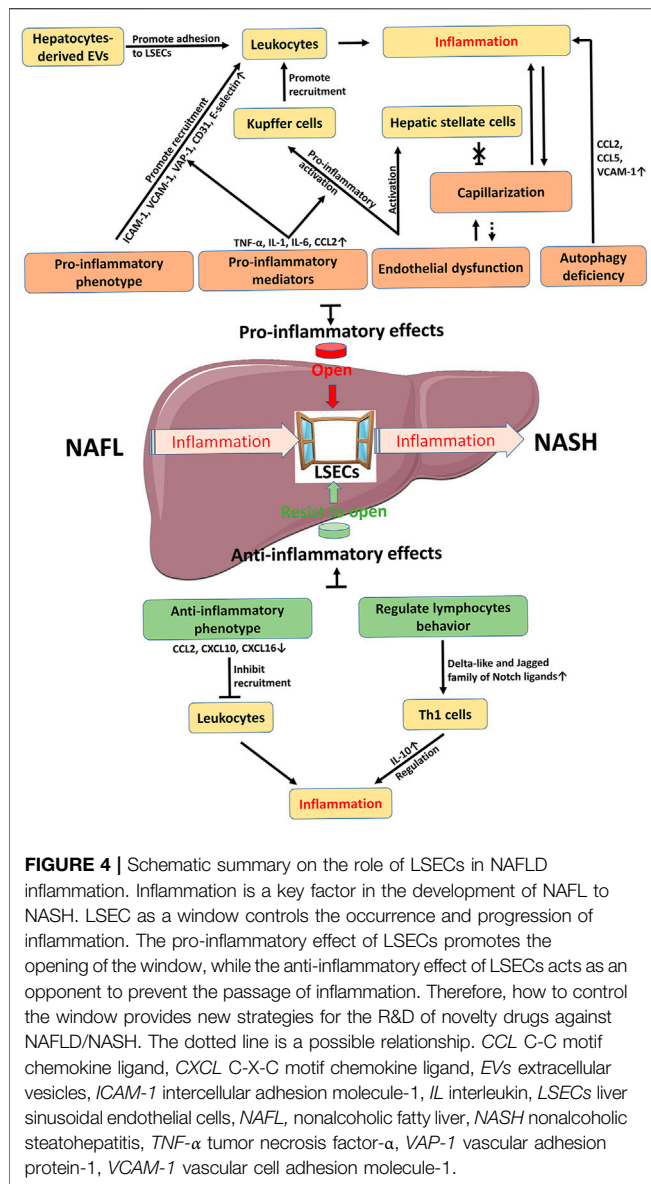 Hepatocytes-
derived EVs
Promote adhesion
to LSECs
Leukocytes
Inflammation
Promote
recruitment
Promote recruitment
ICAM-1, VCAM-1, VAP-1, CD31, E-selectin↑
Kupffer cells
Hepatic stellate cells
Pro-inflammatory
activation
Activation
CCL2,
CCL5,
VCAM-1↑
Capillarization
TNF-α, IL-1, IL-6, CCL2↑
Pro-inflammatory
phenotype
Pro-inflammatory
mediators
Endothelial dysfunction
Autophagy
deficiency
Pro-inflammatory effects
Open
NAFL
Inflammation
LSECs
Inflammation
NASH
Resist to open
Anti-inflammatory effects
Anti-inflammatory
phenotype
Regulate lymphocytes
behavior
CCL2, CXCL10, CXCL16↓
Inhibit
recruitment
Delta-like and Jagged
family of Notch ligands↑
Leukocytes
Th1 cells
IL-10↑
Regulation
Inflammation
FIGURE 4 | Schematic summary on the role of LSECs in NAFLD
inflammation. Inflammation is a key factor in the development of NAFL to
NASH. LSEC as a window controls the occurrence and progression of
inflammation. The pro-inflammatory effect of LSECs promotes the
opening of the window, while the anti-inflammatory effect of LSECs acts as an
opponent to prevent the passage of inflammation. Therefore, how to control
the window provides new strategies for the R&D of novelty drugs against
NAFLD/NASH. The dotted line is a possible relationship. CCL C-C motif
chemokine ligand, CXCL C-X-C motif chemokine ligand, EVs extracellular
vesicles, ICAM-1 intercellular adhesion molecule-1, IL interleukin, LSECs liver
sinusoidal endothelial cells, NAFL, nonalcoholic fatty liver, NASH nonalcoholic
steatohepatitis, TNF-α tumor necrosis factor-α, VAP-1 vascular adhesion
protein-1, VCAM-1 vascular cell adhesion molecule-1.